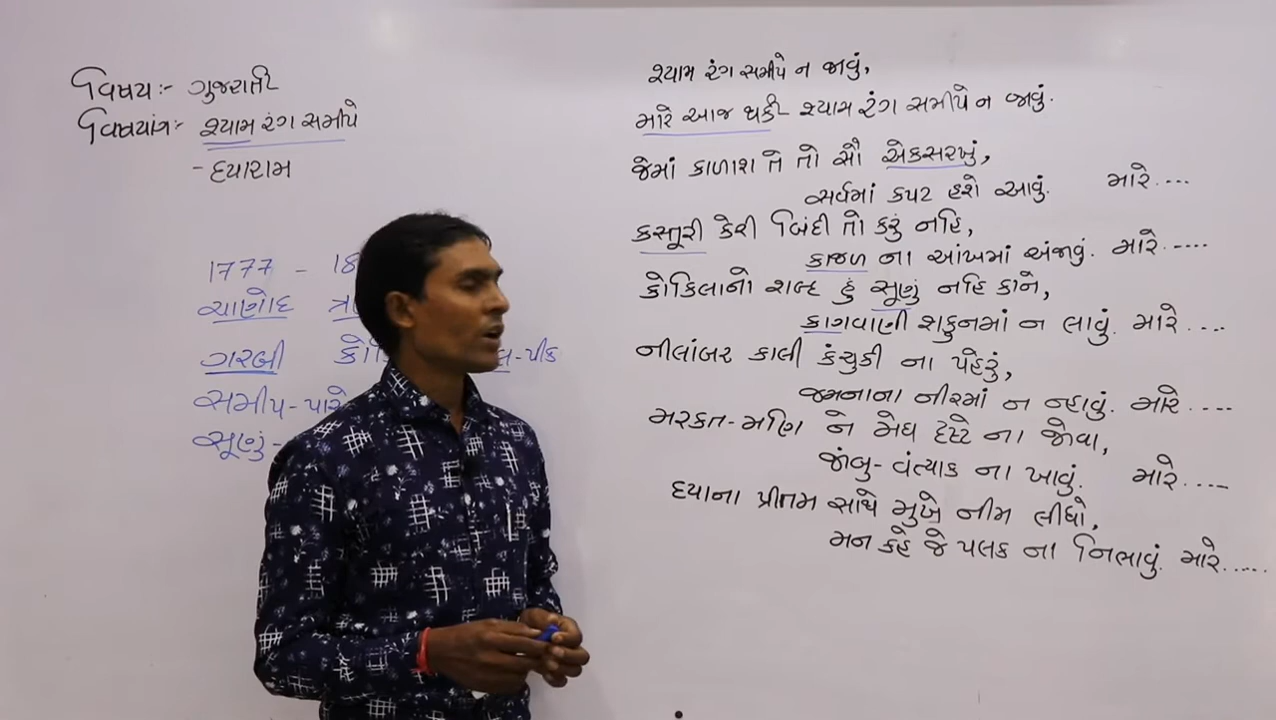 વિષય:- ગુજરાતી
વિષયાંગ:- શ્યામ રંગ સમીપે
- દયારામ
1777 - 18
ચાણોદ
ગરબી કો -પીક
સમીપ - પાસે
સૂણું -
શ્યામ રંગ સમીપે ન જાવું,
મારે આજ થકી શ્યામ રંગ સમીપે ન જાવું.
જેમાં કાળાશ તે તો સૌ એકસરખું,
સર્વમાં કપટ હશે આવું. મારે....
કસ્તૂરી કેરી બિંદી તો કરું નહિ,
કાજળ ના આંખમાં અંજાવું. મારે.....
કોકિલાનો શબ્દ હું સૂણું નહિ કાને,
કાગવાણી શકુનમાં ન લાવું. મારે....
નીલાંબર કાલી કંચુકી ના પેહેરું,
જમનાના નીરમાં ન ન્હાવું. મારે....
મરકત-મણિ ને મેઘ દૃષ્ટે ના જોવા,
જાંબુ-વંત્યાક ના ખાવું. મારે.....
દયાના પ્રીતમ સાથે મુખે નીમ લીધો,
મન કહે જે પલક ના નિભાવું. મારે.....